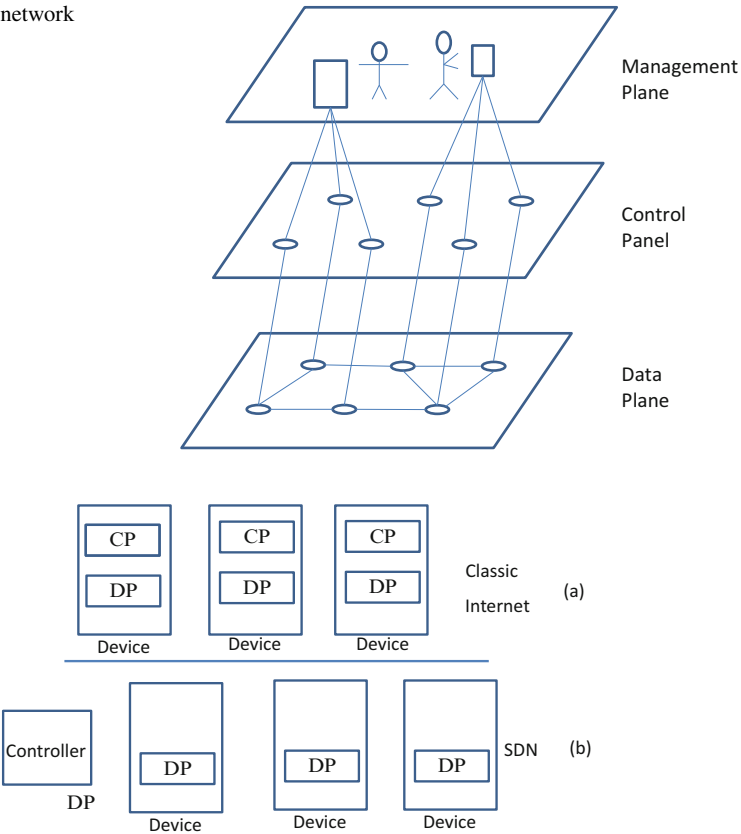 network
Management
Plane
Control
Panel
Data
Plane
CP CP CP
DP DP DP
Classic
Internet (a)
Device Device Device
Controller DP DP DP SDN (b)
DP
Device Device Device